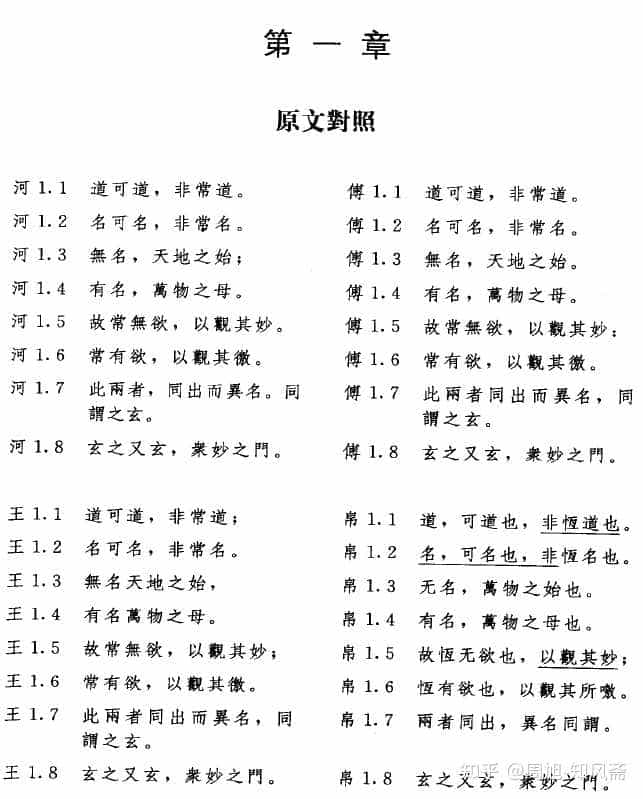 第一章
原文對照
河1.1 道可道，非常道。
河1.2 名可名，非常名。
河1.3 無名，天地之始；
河1.4 有名，萬物之母。
河1.5 故常無欲，以觀其妙。
河1.6 常有欲，以觀其徼。
河1.7 此兩者，同出而異名。同
謂之玄。
河1.8 玄之又玄，衆妙之門。
傅1.1 道可道，非常道。
傅1.2 名可名，非常名。
傅1.3 無名，天地之始。
傅1.4 有名，萬物之母。
傅1.5 故常無欲，以觀其妙；
傅1.6 常有欲，以觀其徼。
傅1.7 此兩者同出而異名，同
謂之玄。
傅1.8 玄之又玄，衆妙之門。
王1.1 道可道，非常道；
王1.2 名可名，非常名。
王1.3 無名天地之始，
王1.4 有名萬物之母。
王1.5 故常無欲，以觀其妙；
王1.6 常有欲，以觀其徼。
王1.7 此兩者同出而異名，同
謂之玄。
王1.8 玄之又玄，衆妙之門。
帛1.1 道，可道也，非恆道也。
帛1.2 名，可名也，非恆名也。
帛1.3 无名，萬物之始也。
帛1.4 有名，萬物之母也。
帛1.5 故恆无欲也，以觀其妙；
帛1.6 恆有欲也，以觀其所噭。
帛1.7 兩者同出，異名同謂。
帛1.8 玄之又玄，衆妙之門。
知乎 @周旭 知风斋